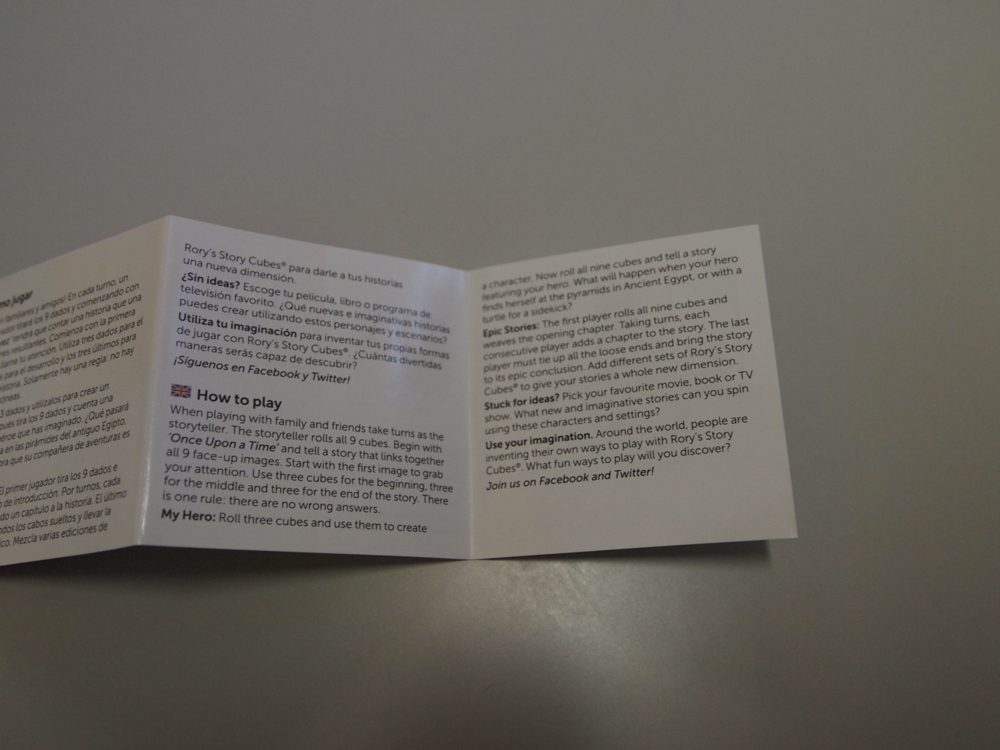 mo jugar
familiares y amigos! En cada turno, un
ador tirará los 9 dados y comenzando con
vez' tendrá que contar una historia que una
nes resultantes. Comienza con la primera
llame tu atención. Utiliza tres dados para el
s para el desarrollo y los tres últimos para
istoria. Solamente hay una regla: no hay
óneas.
3 dados y utilízalos para crear un
pués tira los 9 dados y cuenta una
éroe que has imaginado. ¿Qué pasará
a en las pirámides del antiguo Egipto,
ora que su compañera de aventuras es
El primer jugador tira los 9 dados e
o de introducción. Por turnos, cada
do un capítulo a la historia. El último
odos los cabos sueltos y llevar la
ico. Mezcla varias ediciones de
Rory's Story Cubes® para darle a tus historias
una nueva dimensión.
¿Sin ideas? Escoge tu película, libro o programa de
televisión favorito. ¿Qué nuevas e imaginativas historias
puedes crear utilizando estos personajes y escenarios?
Utiliza tu imaginación para inventar tus propias formas
de jugar con Rory's Story Cubes®. ¿Cuántas divertidas
maneras serás capaz de descubrir?
¡Síguenos en Facebook y Twitter!
How to play
When playing with family and friends take turns as the
storyteller. The storyteller rolls all 9 cubes. Begin with
'Once Upon a Time' and tell a story that links together
all 9 face-up images. Start with the first image to grab
your attention. Use three cubes for the beginning, three
for the middle and three for the end of the story. There
is one rule: there are no wrong answers.
My Hero: Roll three cubes and use them to create
a character. Now roll all nine cubes and tell a story
featuring your hero. What will happen when your hero
finds herself at the pyramids in Ancient Egypt, or with a
turtle for a sidekick?
Epic Stories: The first player rolls all nine cubes and
weaves the opening chapter. Taking turns, each
consecutive player adds a chapter to the story. The last
player must tie up all the loose ends and bring the story
to its epic conclusion. Add different sets of Rory's Story
Cubes® to give your stories a whole new dimension.
Stuck for ideas? Pick your favourite movie, book or TV
show. What new and imaginative stories can you spin
using these characters and settings?
Use your imagination. Around the world, people are
inventing their own ways to play with Rory's Story
Cubes®. What fun ways to play will you discover?
Join us on Facebook and Twitter!